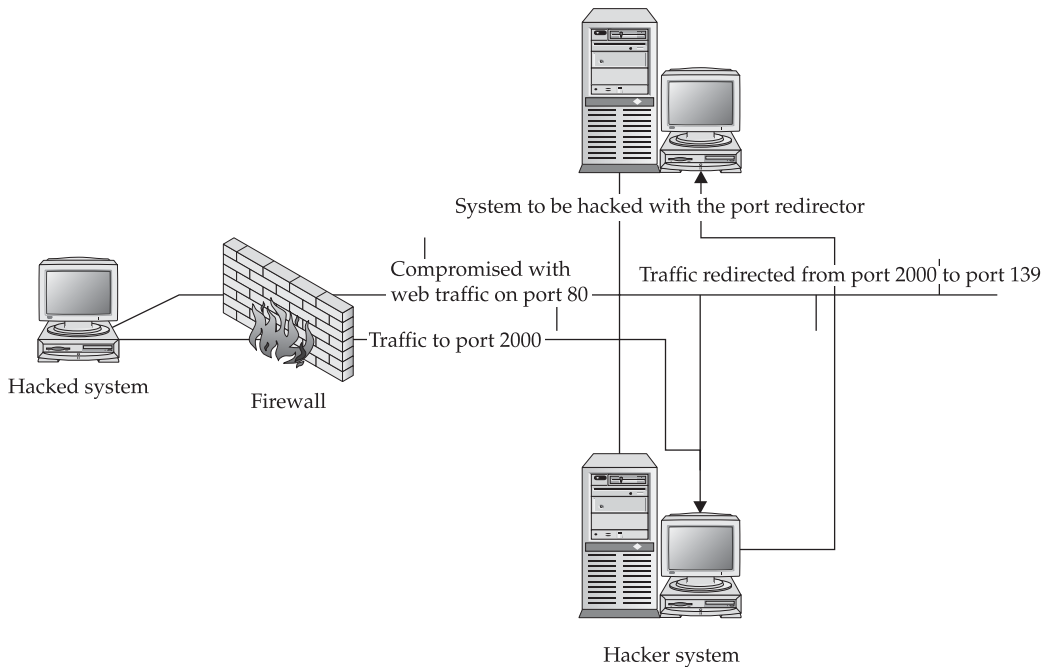 System to be hacked with the port redirector
Compromised with
web traffic on port 80
Traffic redirected from port 2000 to port 139
Traffic to port 2000
Hacked system
Firewall
Hacker system